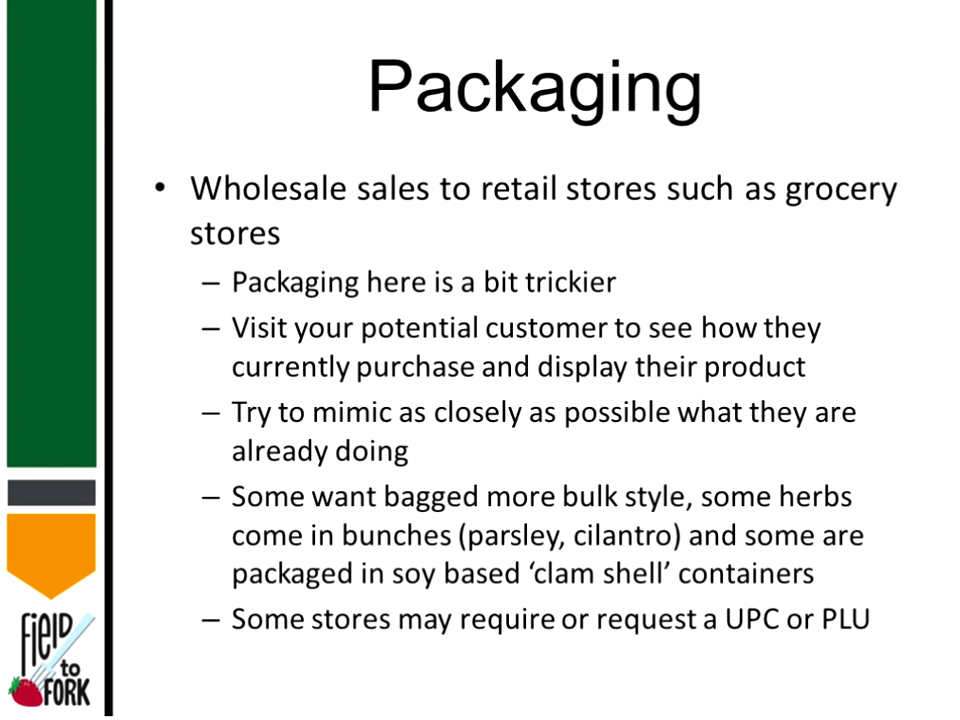 Packaging
• Wholesale sales to retail stores such as grocery
stores
– Packaging here is a bit trickier
– Visit your potential customer to see how they
currently purchase and display their product
– Try to mimic as closely as possible what they are
already doing
– Some want bagged more bulk style, some herbs
come in bunches (parsley, cilantro) and some are
packaged in soy based ‘clam shell’ containers
– Some stores may require or request a UPC or PLU
FiElD
to
FORK